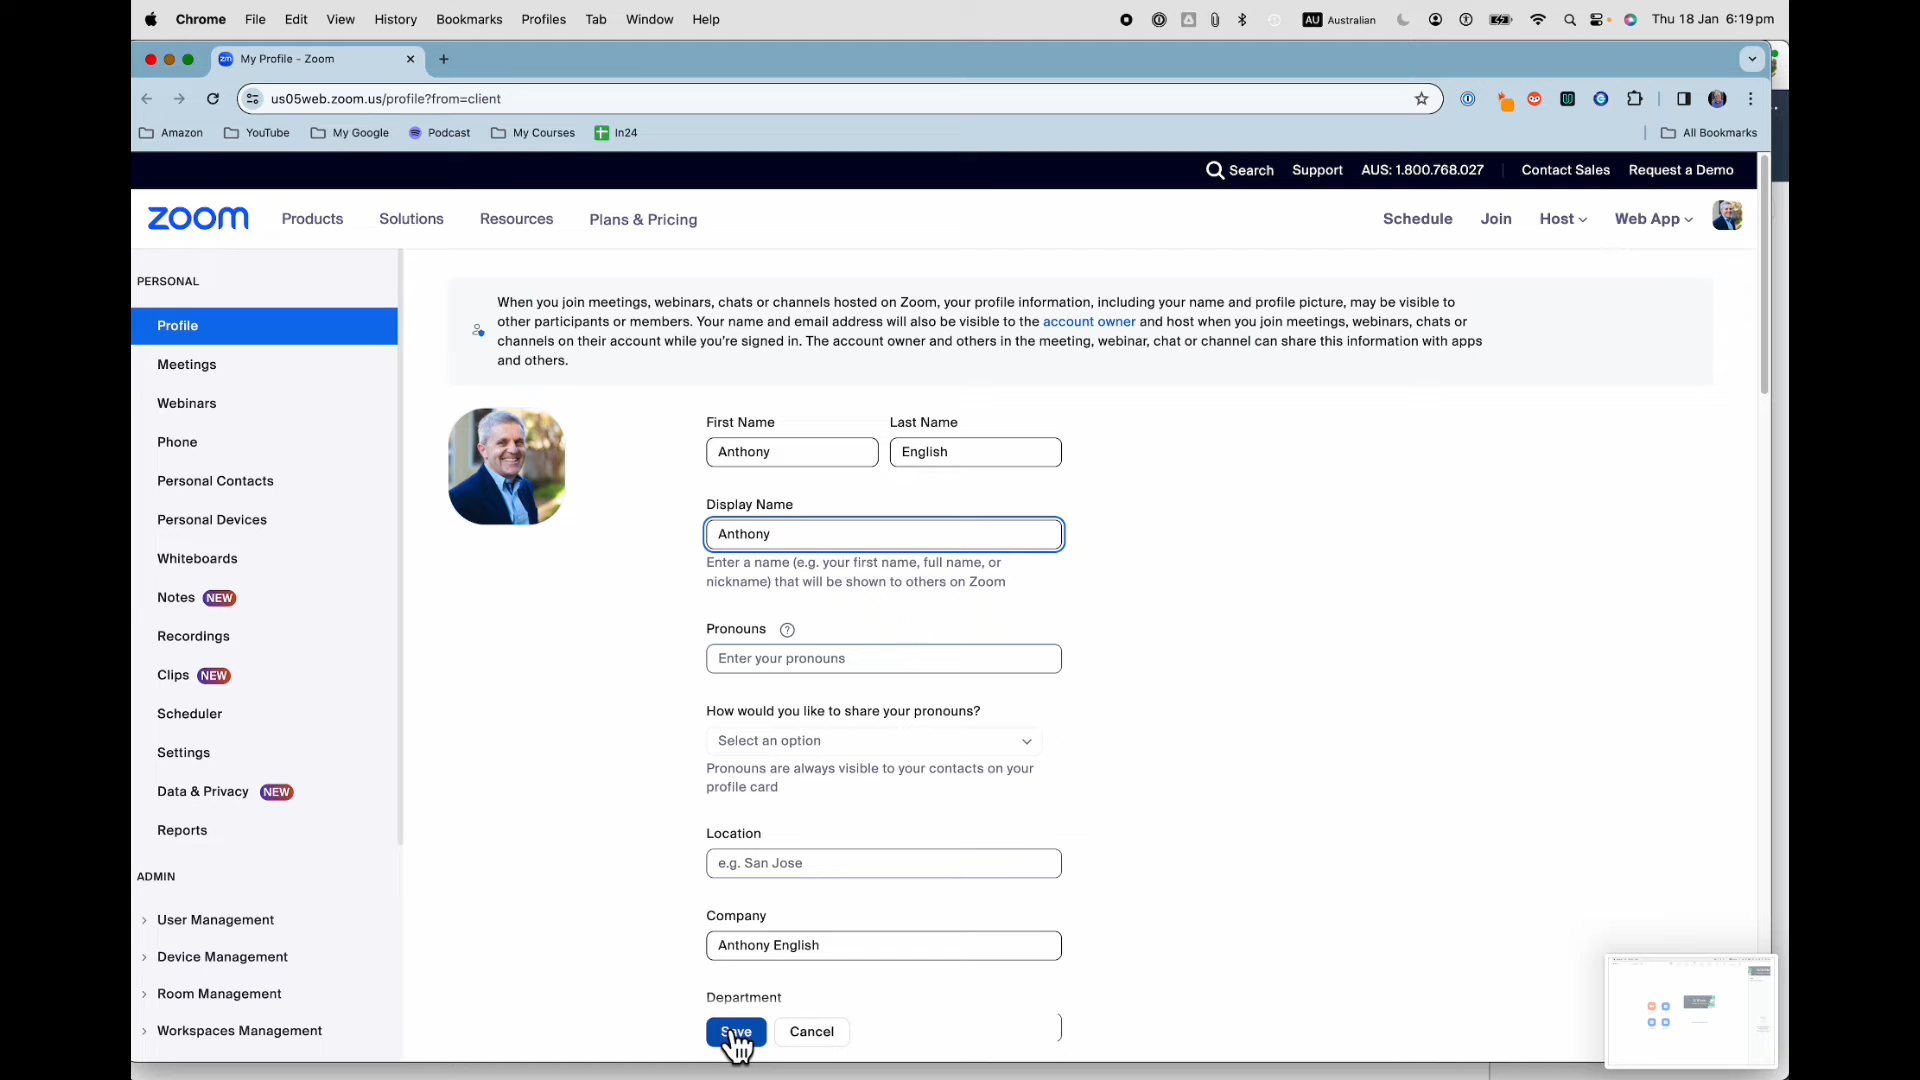 Chrome File Edit View History Bookmarks Profiles Tab Window Help
AU Australian Thu 18 Jan 6:19 pm
zm My Profile - Zoom
us05web.zoom.us/profile?from=client
Amazon YouTube My Google Podcast My Courses In24 All Bookmarks
Search Support AUS: 1.800.768.027 Contact Sales Request a Demo
zoom Products Solutions Resources Plans & Pricing Schedule Join Host Web App
PERSONAL
Profile
Meetings
Webinars
Phone
Personal Contacts
Personal Devices
Whiteboards
Notes NEW
Recordings
Clips NEW
Scheduler
Settings
Data & Privacy NEW
Reports
ADMIN
User Management
Device Management
Room Management
Workspaces Management
When you join meetings, webinars, chats or channels hosted on Zoom, your profile information, including your name and profile picture, may be visible to
other participants or members. Your name and email address will also be visible to the account owner and host when you join meetings, webinars, chats or
channels on their account while you're signed in. The account owner and others in the meeting, webinar, chat or channel can share this information with apps
and others.
First Name Last Name
Anthony English
Display Name
Anthony
Enter a name (e.g. your first name, full name, or
nickname) that will be shown to others on Zoom
Pronouns ?
Enter your pronouns
How would you like to share your pronouns?
Select an option
Pronouns are always visible to your contacts on your
profile card
Location
e.g. San Jose
Company
Anthony English
Department
Save Cancel